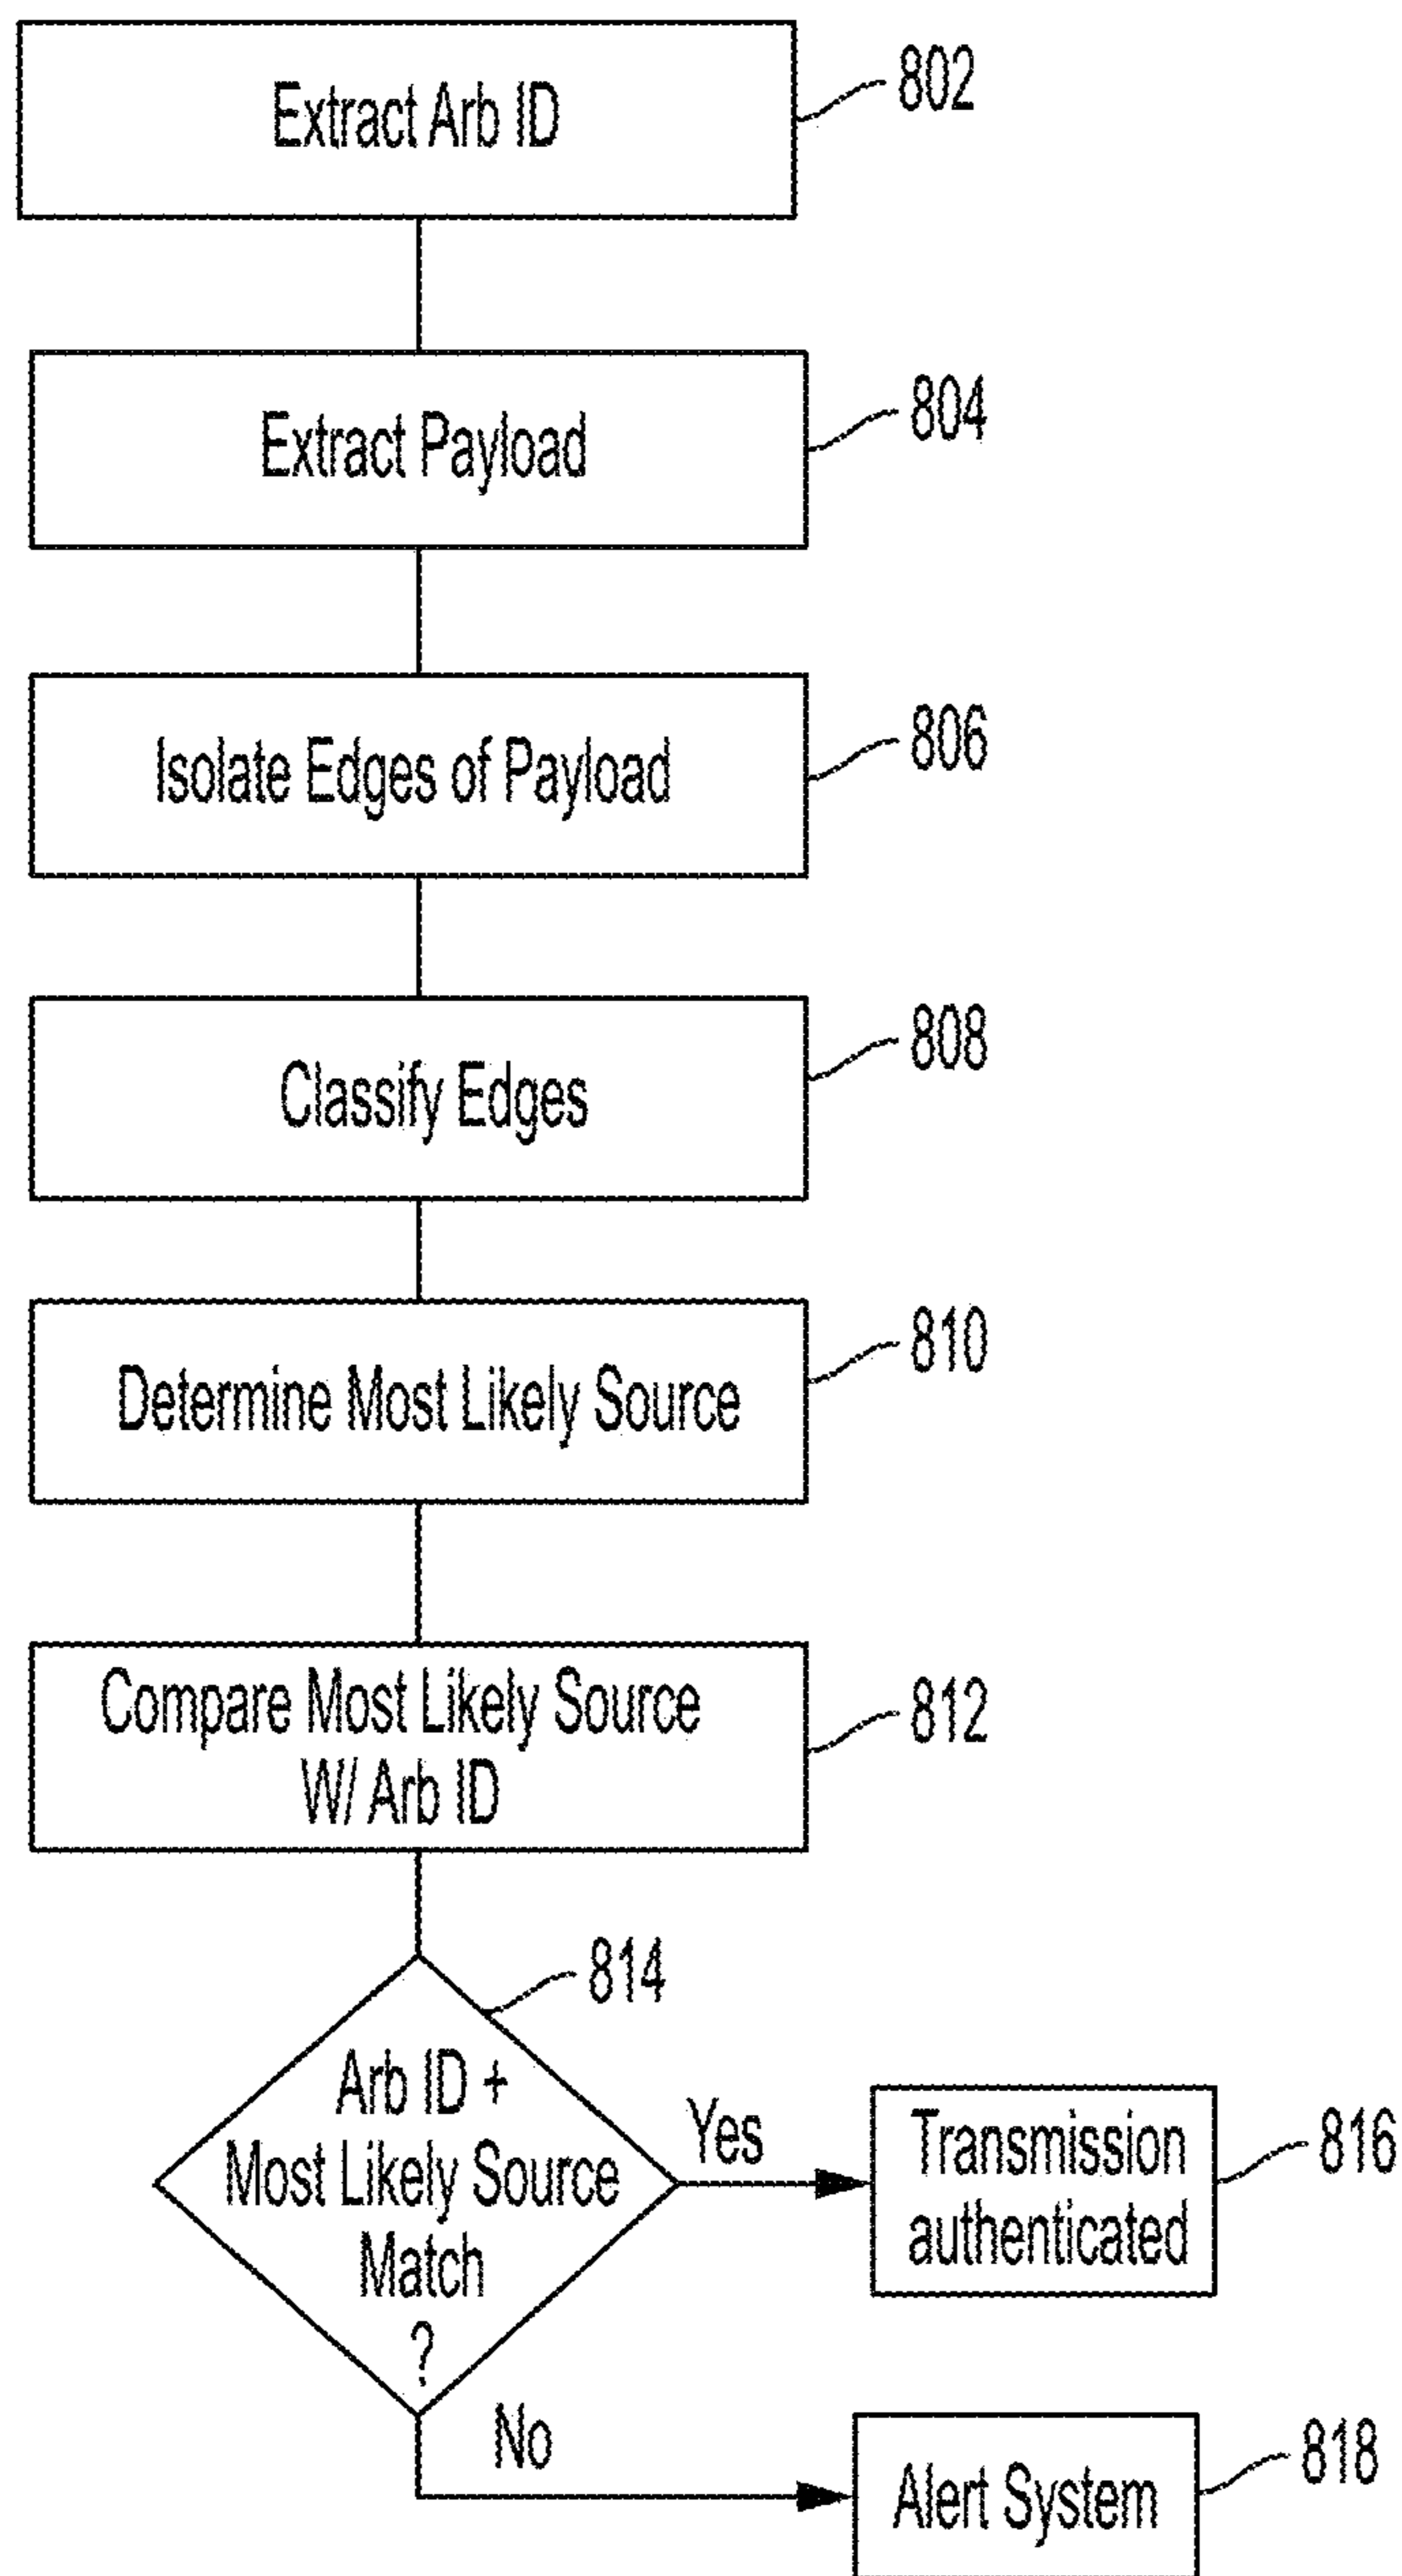 Extract Arb ID
802
Extract Payload
804
Isolate Edges of Payload
806
Classify Edges
808
Determine Most Likely Source
810
Compare Most Likely Source
W/ Arb ID
812
814
Arb ID +
Most Likely Source
Match
?
Yes
Transmission
authenticated
816
No
Alert System
818